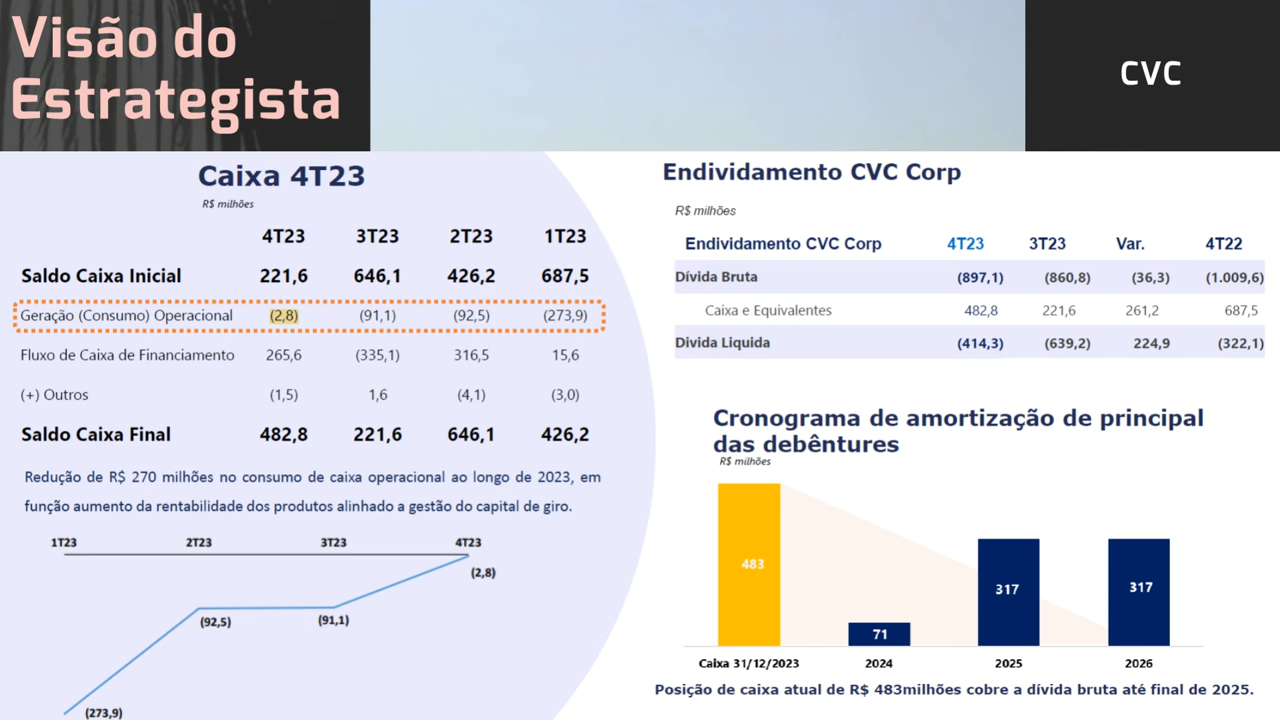 Visão do
Estrategista
CVC
Caixa 4T23
R$ milhões
4T23 3T23 2T23 1T23
Saldo Caixa Inicial 221,6 646,1 426,2 687,5
Geração (Consumo) Operacional (2,8) (91,1) (92,5) (273,9)
Fluxo de Caixa de Financiamento 265,6 (335,1) 316,5 15,6
(+) Outros (1,5) 1,6 (4,1) (3,0)
Saldo Caixa Final 482,8 221,6 646,1 426,2
Redução de R$ 270 milhões no consumo de caixa operacional ao longo de 2023, em
função aumento da rentabilidade dos produtos alinhado a gestão do capital de giro.
1T23 2T23 3T23 4T23
(2,8)
(92,5) (91,1)
(273,9)
Endividamento CVC Corp
R$ milhões
Endividamento CVC Corp 4T23 3T23 Var. 4T22
Dívida Bruta (897,1) (860,8) (36,3) (1.009,6)
Caixa e Equivalentes 482,8 221,6 261,2 687,5
Divida Liquida (414,3) (639,2) 224,9 (322,1)
Cronograma de amortização de principal
das debêntures
R$ milhões
483
317 317
71
Caixa 31/12/2023 2024 2025 2026
Posição de caixa atual de R$ 483milhões cobre a dívida bruta até final de 2025.